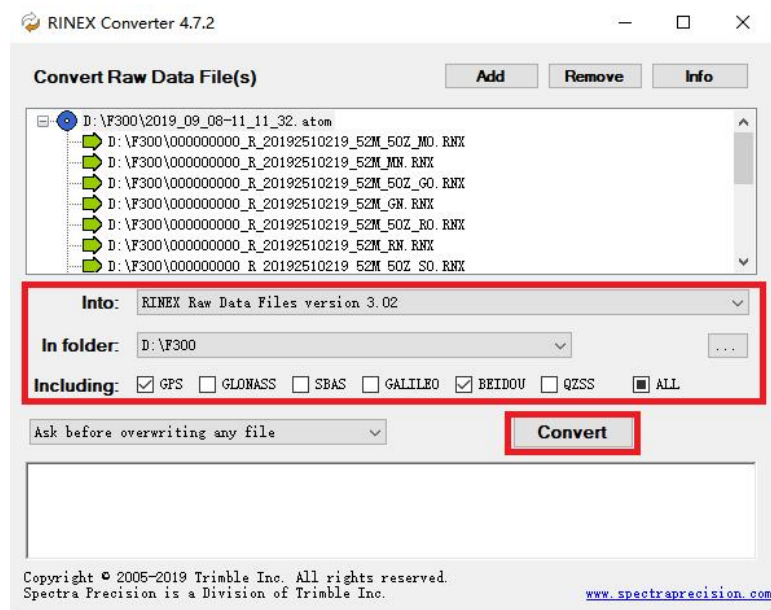 RINEX Converter 4.7.2
Convert Raw Data File(s) Add Remove Info
D:\F300\2019_09_08-11_11_32.atom
D:\F300\000000000_R_20192510219_52M_50Z_MO.RNX
D:\F300\000000000_R_20192510219_52M_MN.RNX
D:\F300\000000000_R_20192510219_52M_50Z_GO.RNX
D:\F300\000000000_R_20192510219_52M_GN.RNX
D:\F300\000000000_R_20192510219_52M_50Z_RO.RNX
D:\F300\000000000_R_20192510219_52M_RN.RNX
D:\F300\000000000_R_20192510219_52M_50Z_SO.RNX
Into: RINEX Raw Data Files version 3.02
In folder: D:\F300 ...
Including: GPS GLONASS SBAS GALILEO BEIDOU QZSS ALL
Ask before overwriting any file Convert
Copyright © 2005-2019 Trimble Inc. All rights reserved.
Spectra Precision is a Division of Trimble Inc. www.spectraprecision.com